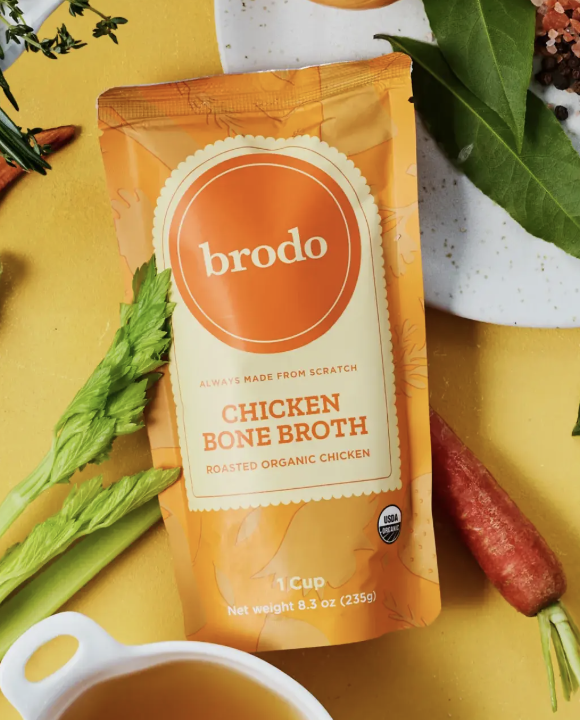 brodo
ALWAYS MADE FROM SCRATCH
CHICKEN
BONE BROTH
ROASTED ORGANIC CHICKEN
USDA
ORGANIC
1 Cup
Net weight 8.3 oz (235g)